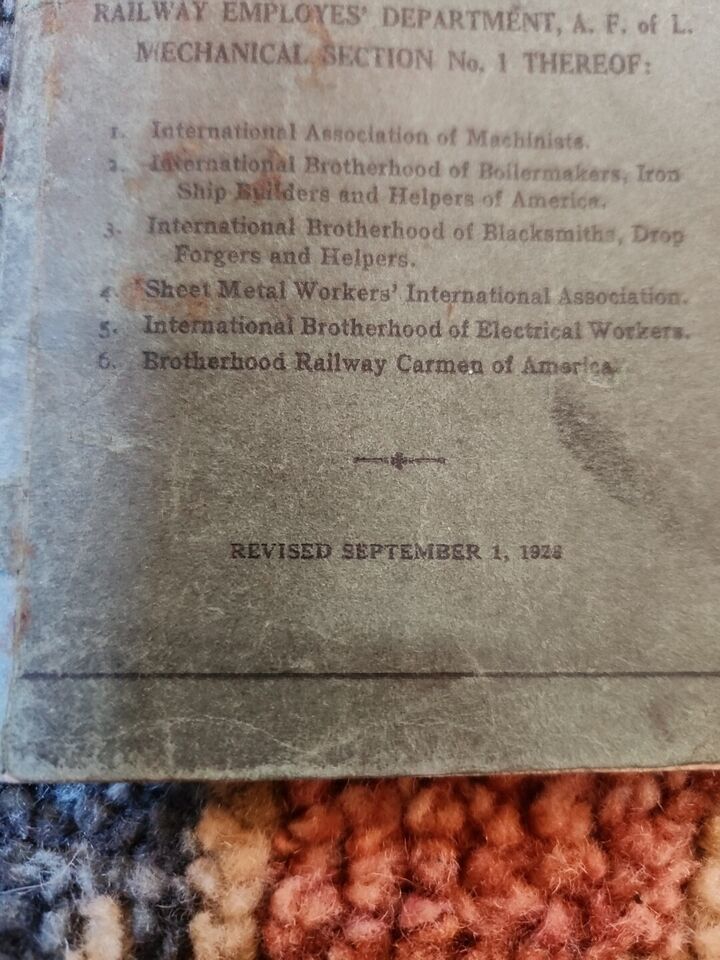 RAILWAY EMPLOYES' DEPARTMENT, A. F. of L.
MECHANICAL SECTION No. 1 THEREOF:
1. International Association of Machinists.
2. International Brotherhood of Boilermakers, Iron
Ship Builders and Helpers of America.
3. International Brotherhood of Blacksmiths, Drop
Forgers and Helpers.
4. Sheet Metal Workers' International Association.
5. International Brotherhood of Electrical Workers.
6. Brotherhood Railway Carmen of America.
REVISED SEPTEMBER 1, 1928